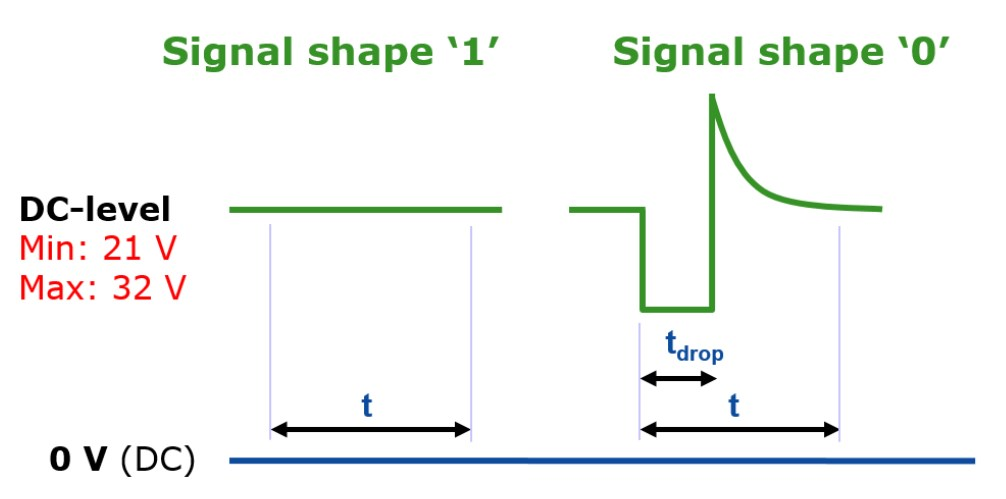 Signal shape ‘1’
Signal shape ‘0’
DC-level
Min: 21 V
Max: 32 V
tdrop
t
t
0 V (DC)